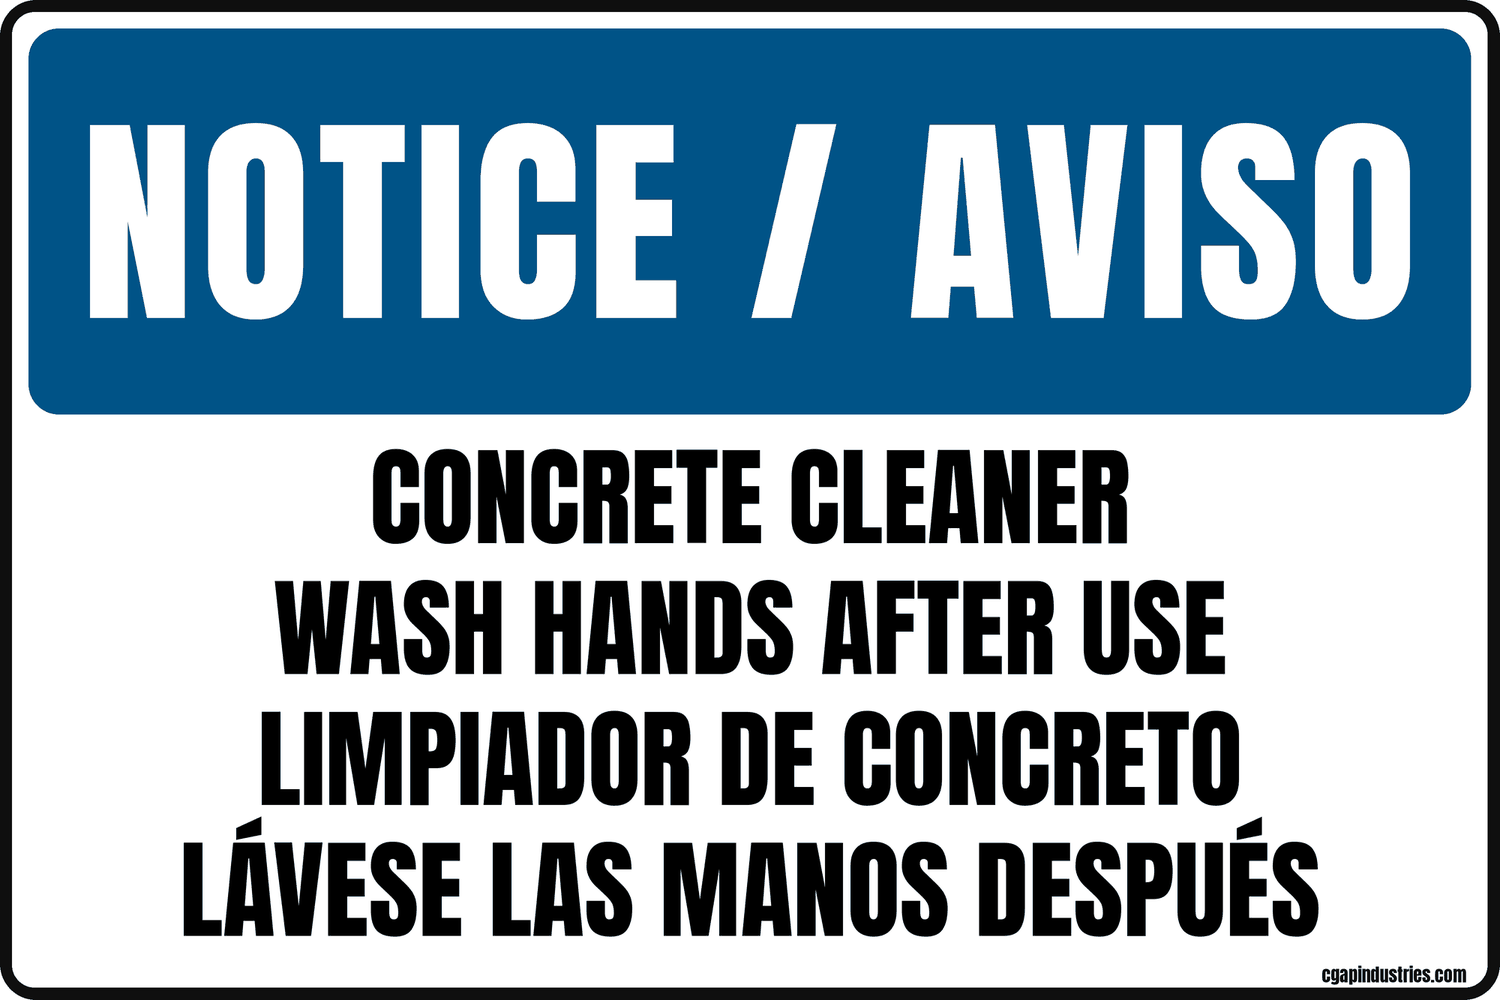 NOTICE / AVISO
CONCRETE CLEANER
WASH HANDS AFTER USE
LIMPIADOR DE CONCRETO
LÁVESE LAS MANOS DESPUÉS
cgapindustries.com